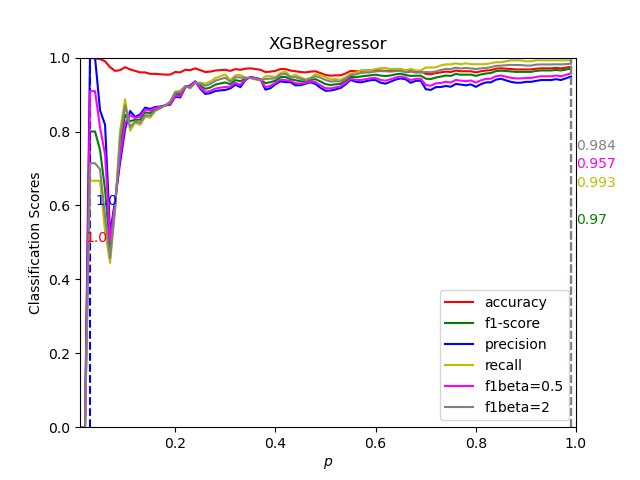 XGBRegressor
Classification Scores
1.0
0.8
0.6
0.4
0.2
0.0
0.2
0.4
0.6
0.8
1.0
p
1.0
1.0
0.984
0.957
0.993
0.97
accuracy
f1-score
precision
recall
f1beta=0.5
f1beta=2